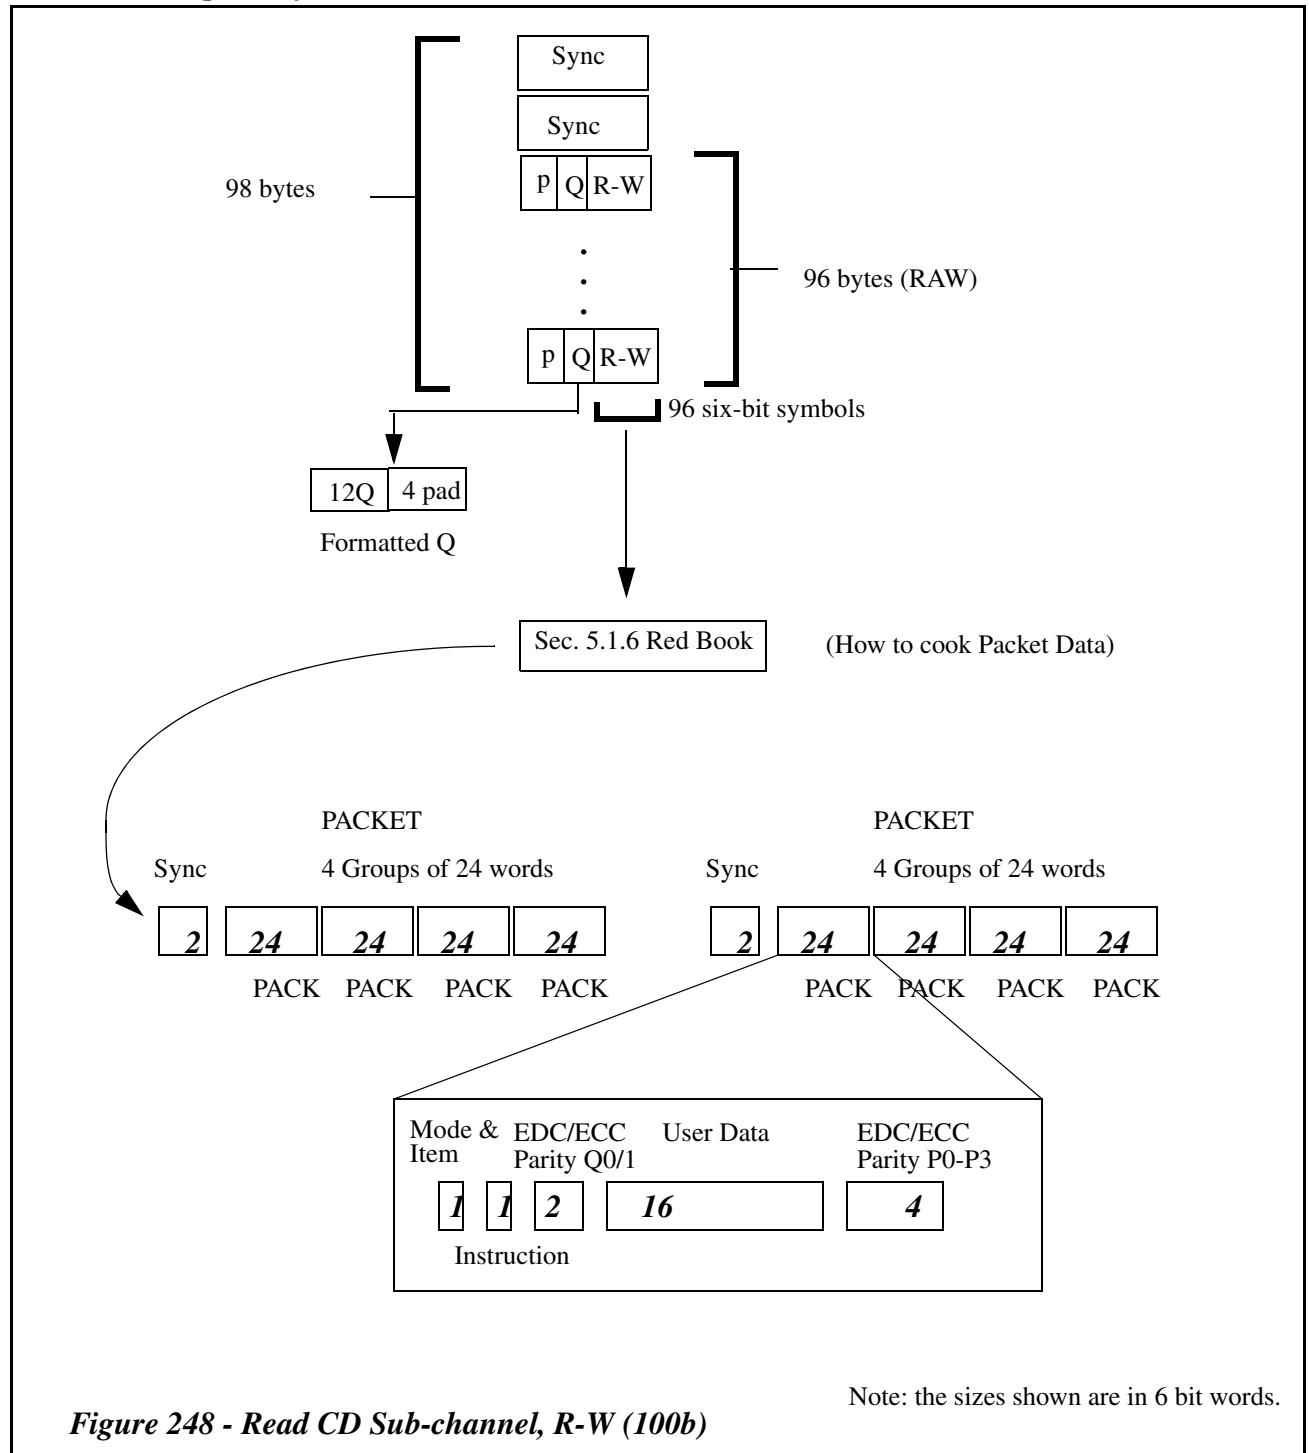 Sync
Sync
98 bytes
p Q R-W
.
.
.
96 bytes (RAW)
p Q R-W
96 six-bit symbols
12Q 4 pad
Formatted Q
Sec. 5.1.6 Red Book (How to cook Packet Data)
PACKET PACKET
Sync 4 Groups of 24 words Sync 4 Groups of 24 words
2 24 24 24 24 2 24 24 24 24
PACK PACK PACK PACK PACK PACK PACK PACK
Mode & EDC/ECC User Data EDC/ECC
Item Parity Q0/1 Parity P0-P3
1 1 2 16 4
Instruction
Note: the sizes shown are in 6 bit words.
Figure 248 - Read CD Sub-channel, R-W (100b)